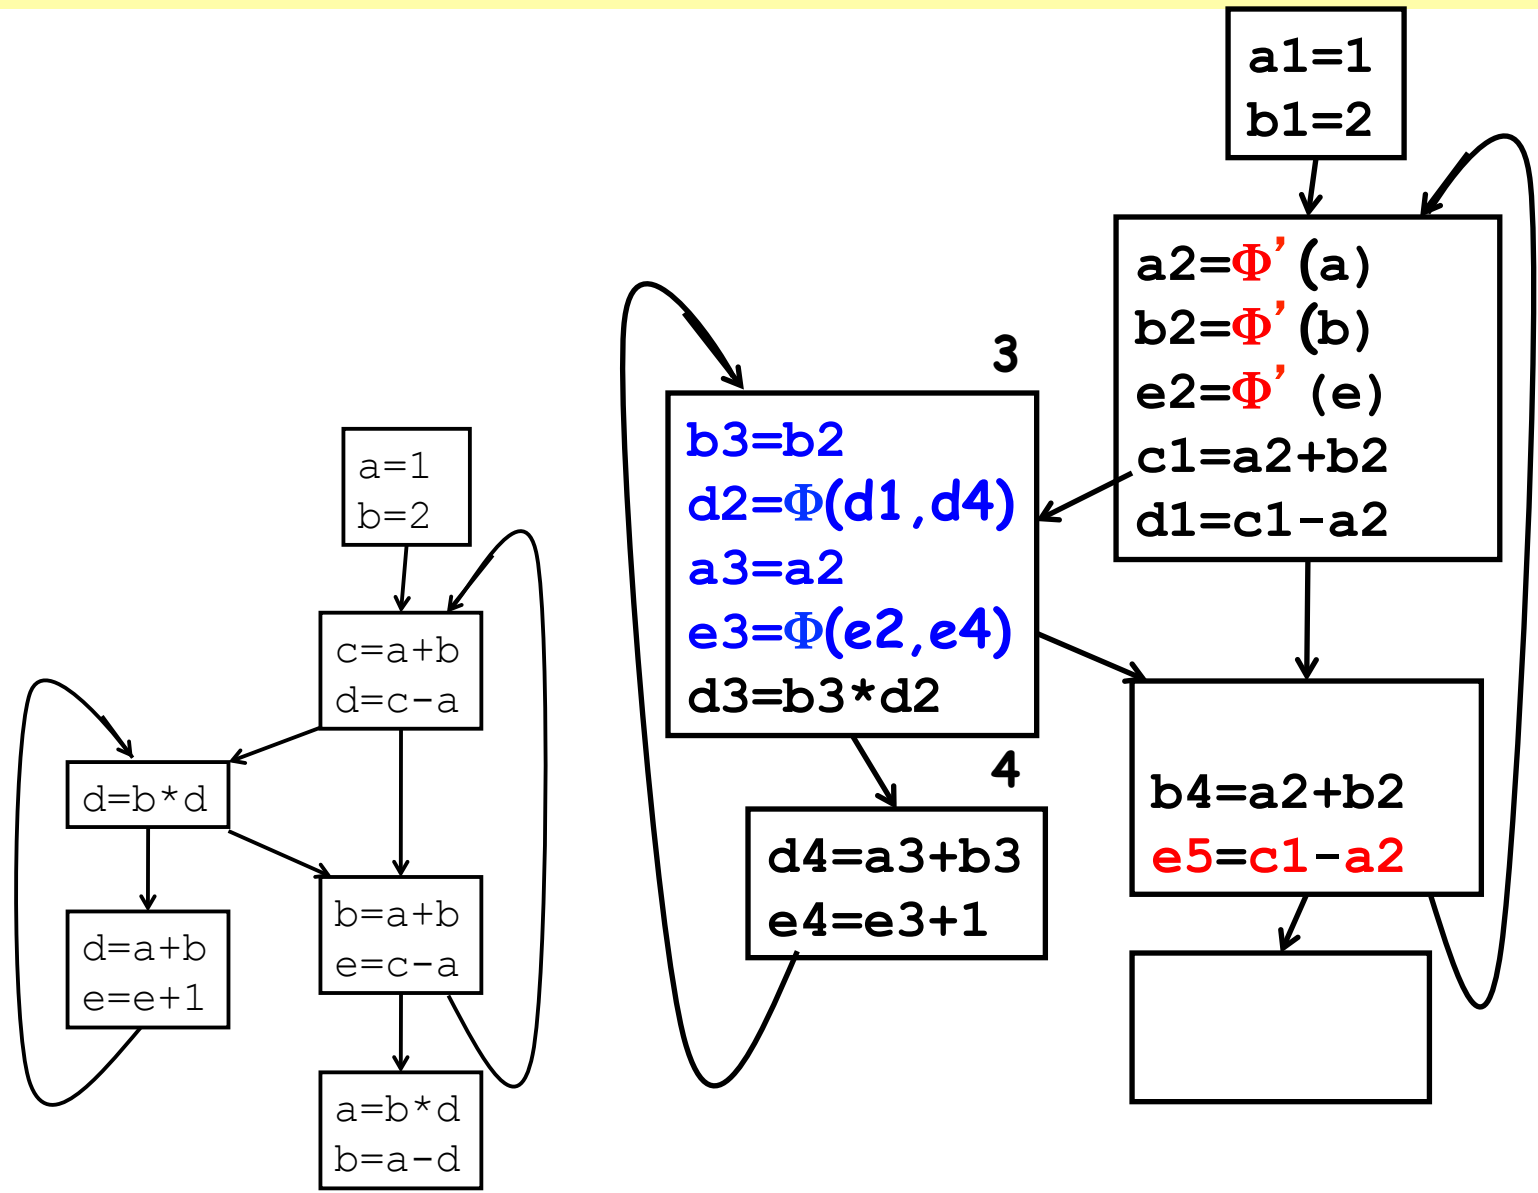 a=1
b=2
c=a+b
d=c-a
d=b*d
d=a+b
e=e+1
b=a+b
e=c-a
a=b*d
b=a-d
a1=1
b1=2
a2=Φ’(a)
b2=Φ’(b)
e2=Φ’ (e)
c1=a2+b2
d1=c1-a2
3
b3=b2
d2=Φ(d1,d4)
a3=a2
e3=Φ(e2,e4)
d3=b3*d2
4
d4=a3+b3
e4=e3+1
b4=a2+b2
e5=c1-a2